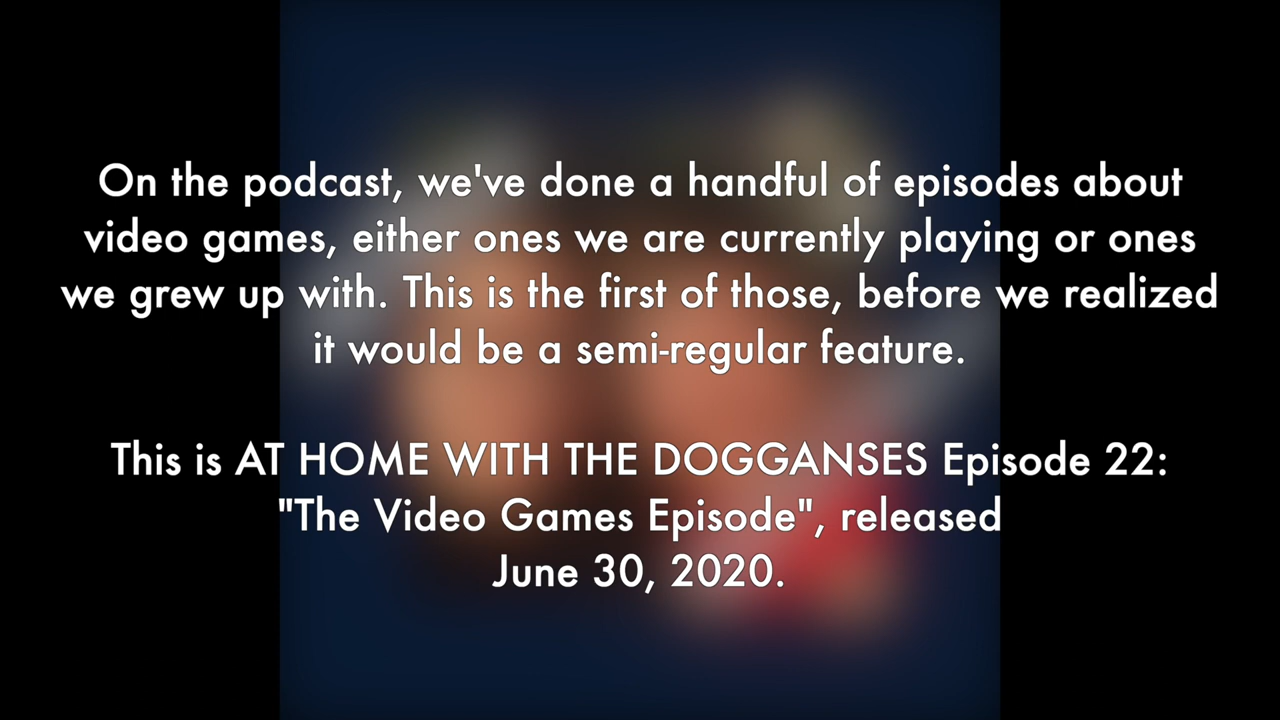 On the podcast, we've done a handful of episodes about
video games, either ones we are currently playing or ones
we grew up with. This is the first of those, before we realized
it would be a semi-regular feature.
This is AT HOME WITH THE DOGGANSES Episode 22:
"The Video Games Episode", released
June 30, 2020.